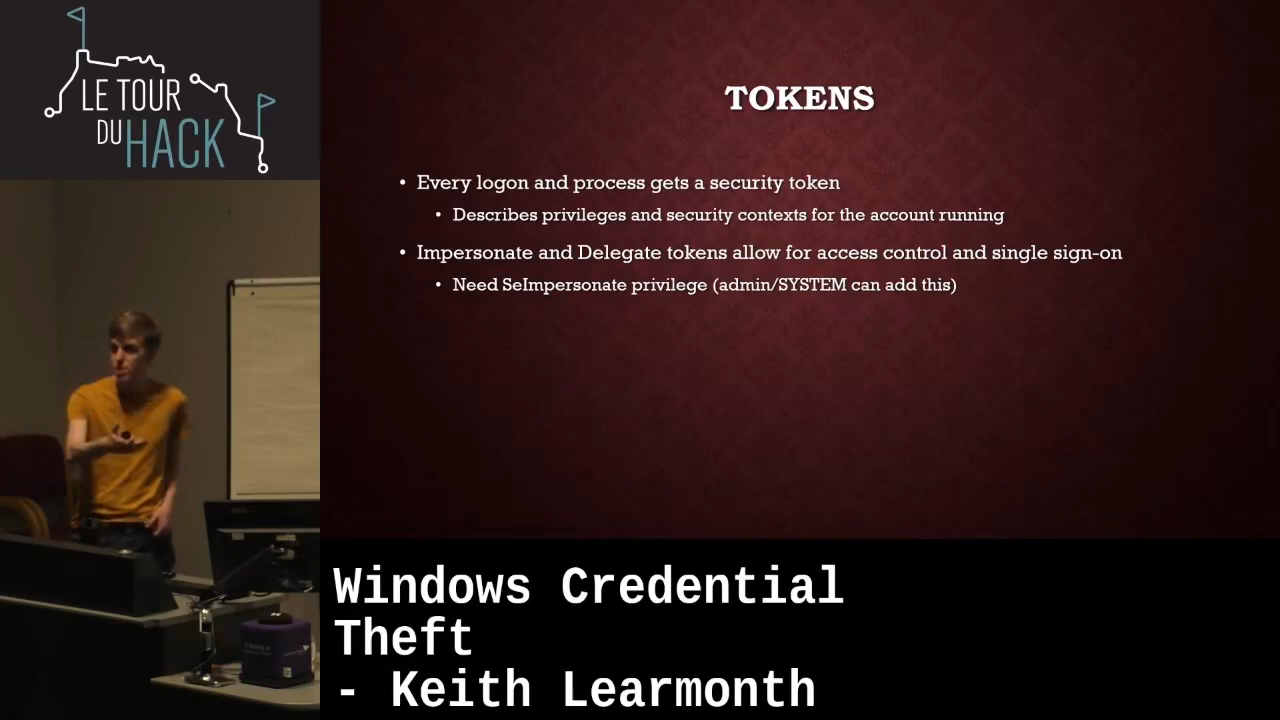 LE TOUR
DU HACK
TOKENS
• Every logon and process gets a security token
• Describes privileges and security contexts for the account running
• Impersonate and Delegate tokens allow for access control and single sign-on
• Need SeImpersonate privilege (admin/SYSTEM can add this)
Windows Credential
Theft
- Keith Learmonth